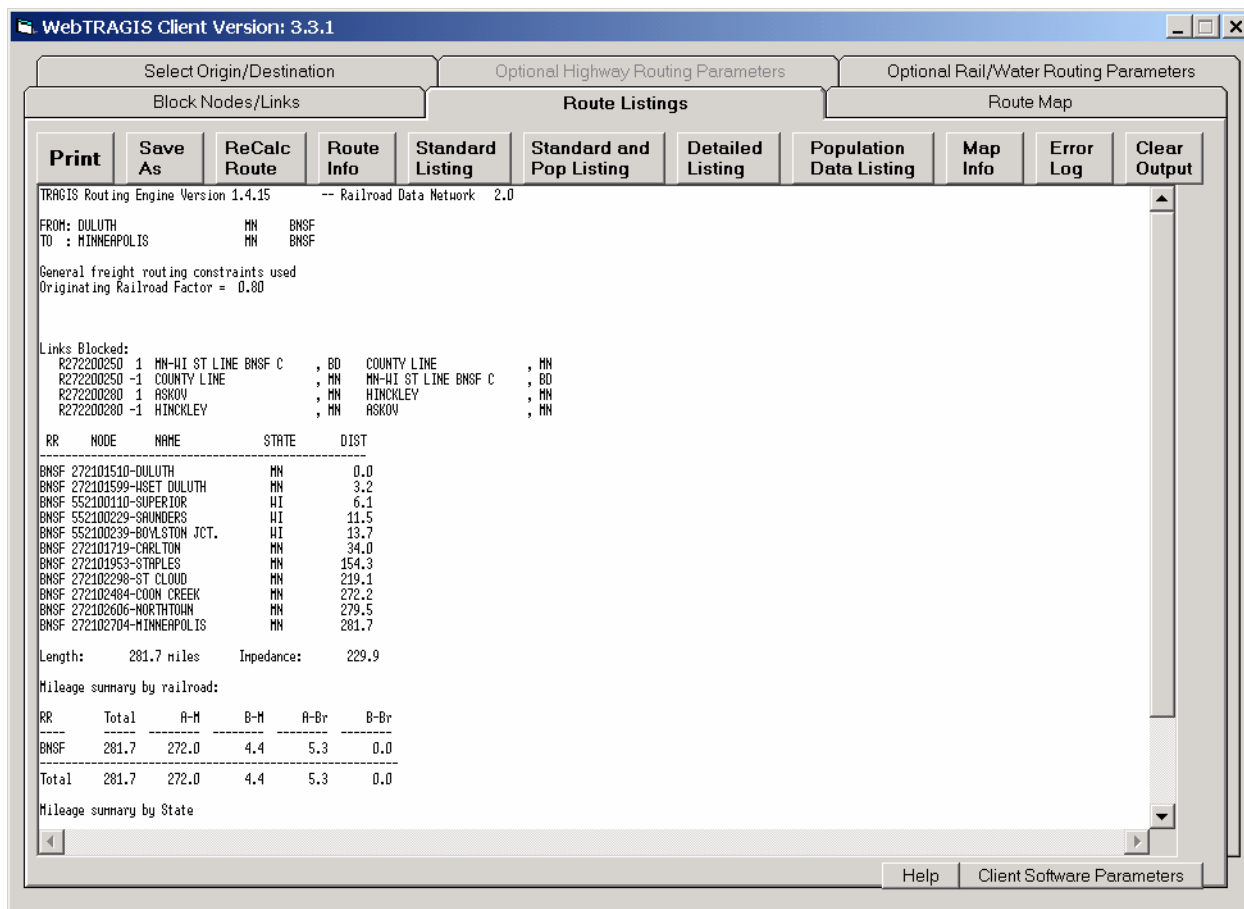 WebTRAGIS Client Version: 3.3.1
Select Origin/Destination Optional Highway Routing Parameters Optional Rail/Water Routing Parameters
Block Nodes/Links Route Listings Route Map
Print Save As ReCalc Route Route Info Standard Listing Standard and Pop Listing Detailed Listing Population Data Listing Map Info Error Log Clear Output
TRAGIS Routing Engine Version 1.4.15 -- Railroad Data Network 2.0
FROM: DULUTH MN BNSF
TO : MINNEAPOLIS MN BNSF
General freight routing constraints used
Originating Railroad Factor = 0.80
Links Blocked:
R272200250 1 MN-WI ST LINE BNSF C , BD COUNTY LINE , MN
R272200250 -1 COUNTY LINE , MN MN-WI ST LINE BNSF C , BD
R272200280 1 ASKOV , MN HINCKLEY , MN
R272200280 -1 HINCKLEY , MN ASKOV , MN
RR NODE NAME STATE DIST
BNSF 272101510-DULUTH MN 0.0
BNSF 272101599-WSET DULUTH MN 3.2
BNSF 552100110-SUPERIOR WI 6.1
BNSF 552100229-SAUNDERS WI 11.5
BNSF 552100239-BOYLSTON JCT. WI 13.7
BNSF 272101719-CARLTON MN 34.0
BNSF 272101953-STAPLES MN 154.3
BNSF 272102298-ST CLOUD MN 219.1
BNSF 272102484-COON CREEK MN 272.2
BNSF 272102606-NORTHTOWN MN 279.5
BNSF 272102704-MINNEAPOLIS MN 281.7
Length: 281.7 miles Impedance: 229.9
Mileage summary by railroad:
RR Total A-M B-M A-Br B-Br
BNSF 281.7 272.0 4.4 5.3 0.0
Total 281.7 272.0 4.4 5.3 0.0
Mileage summary by State
Help Client Software Parameters